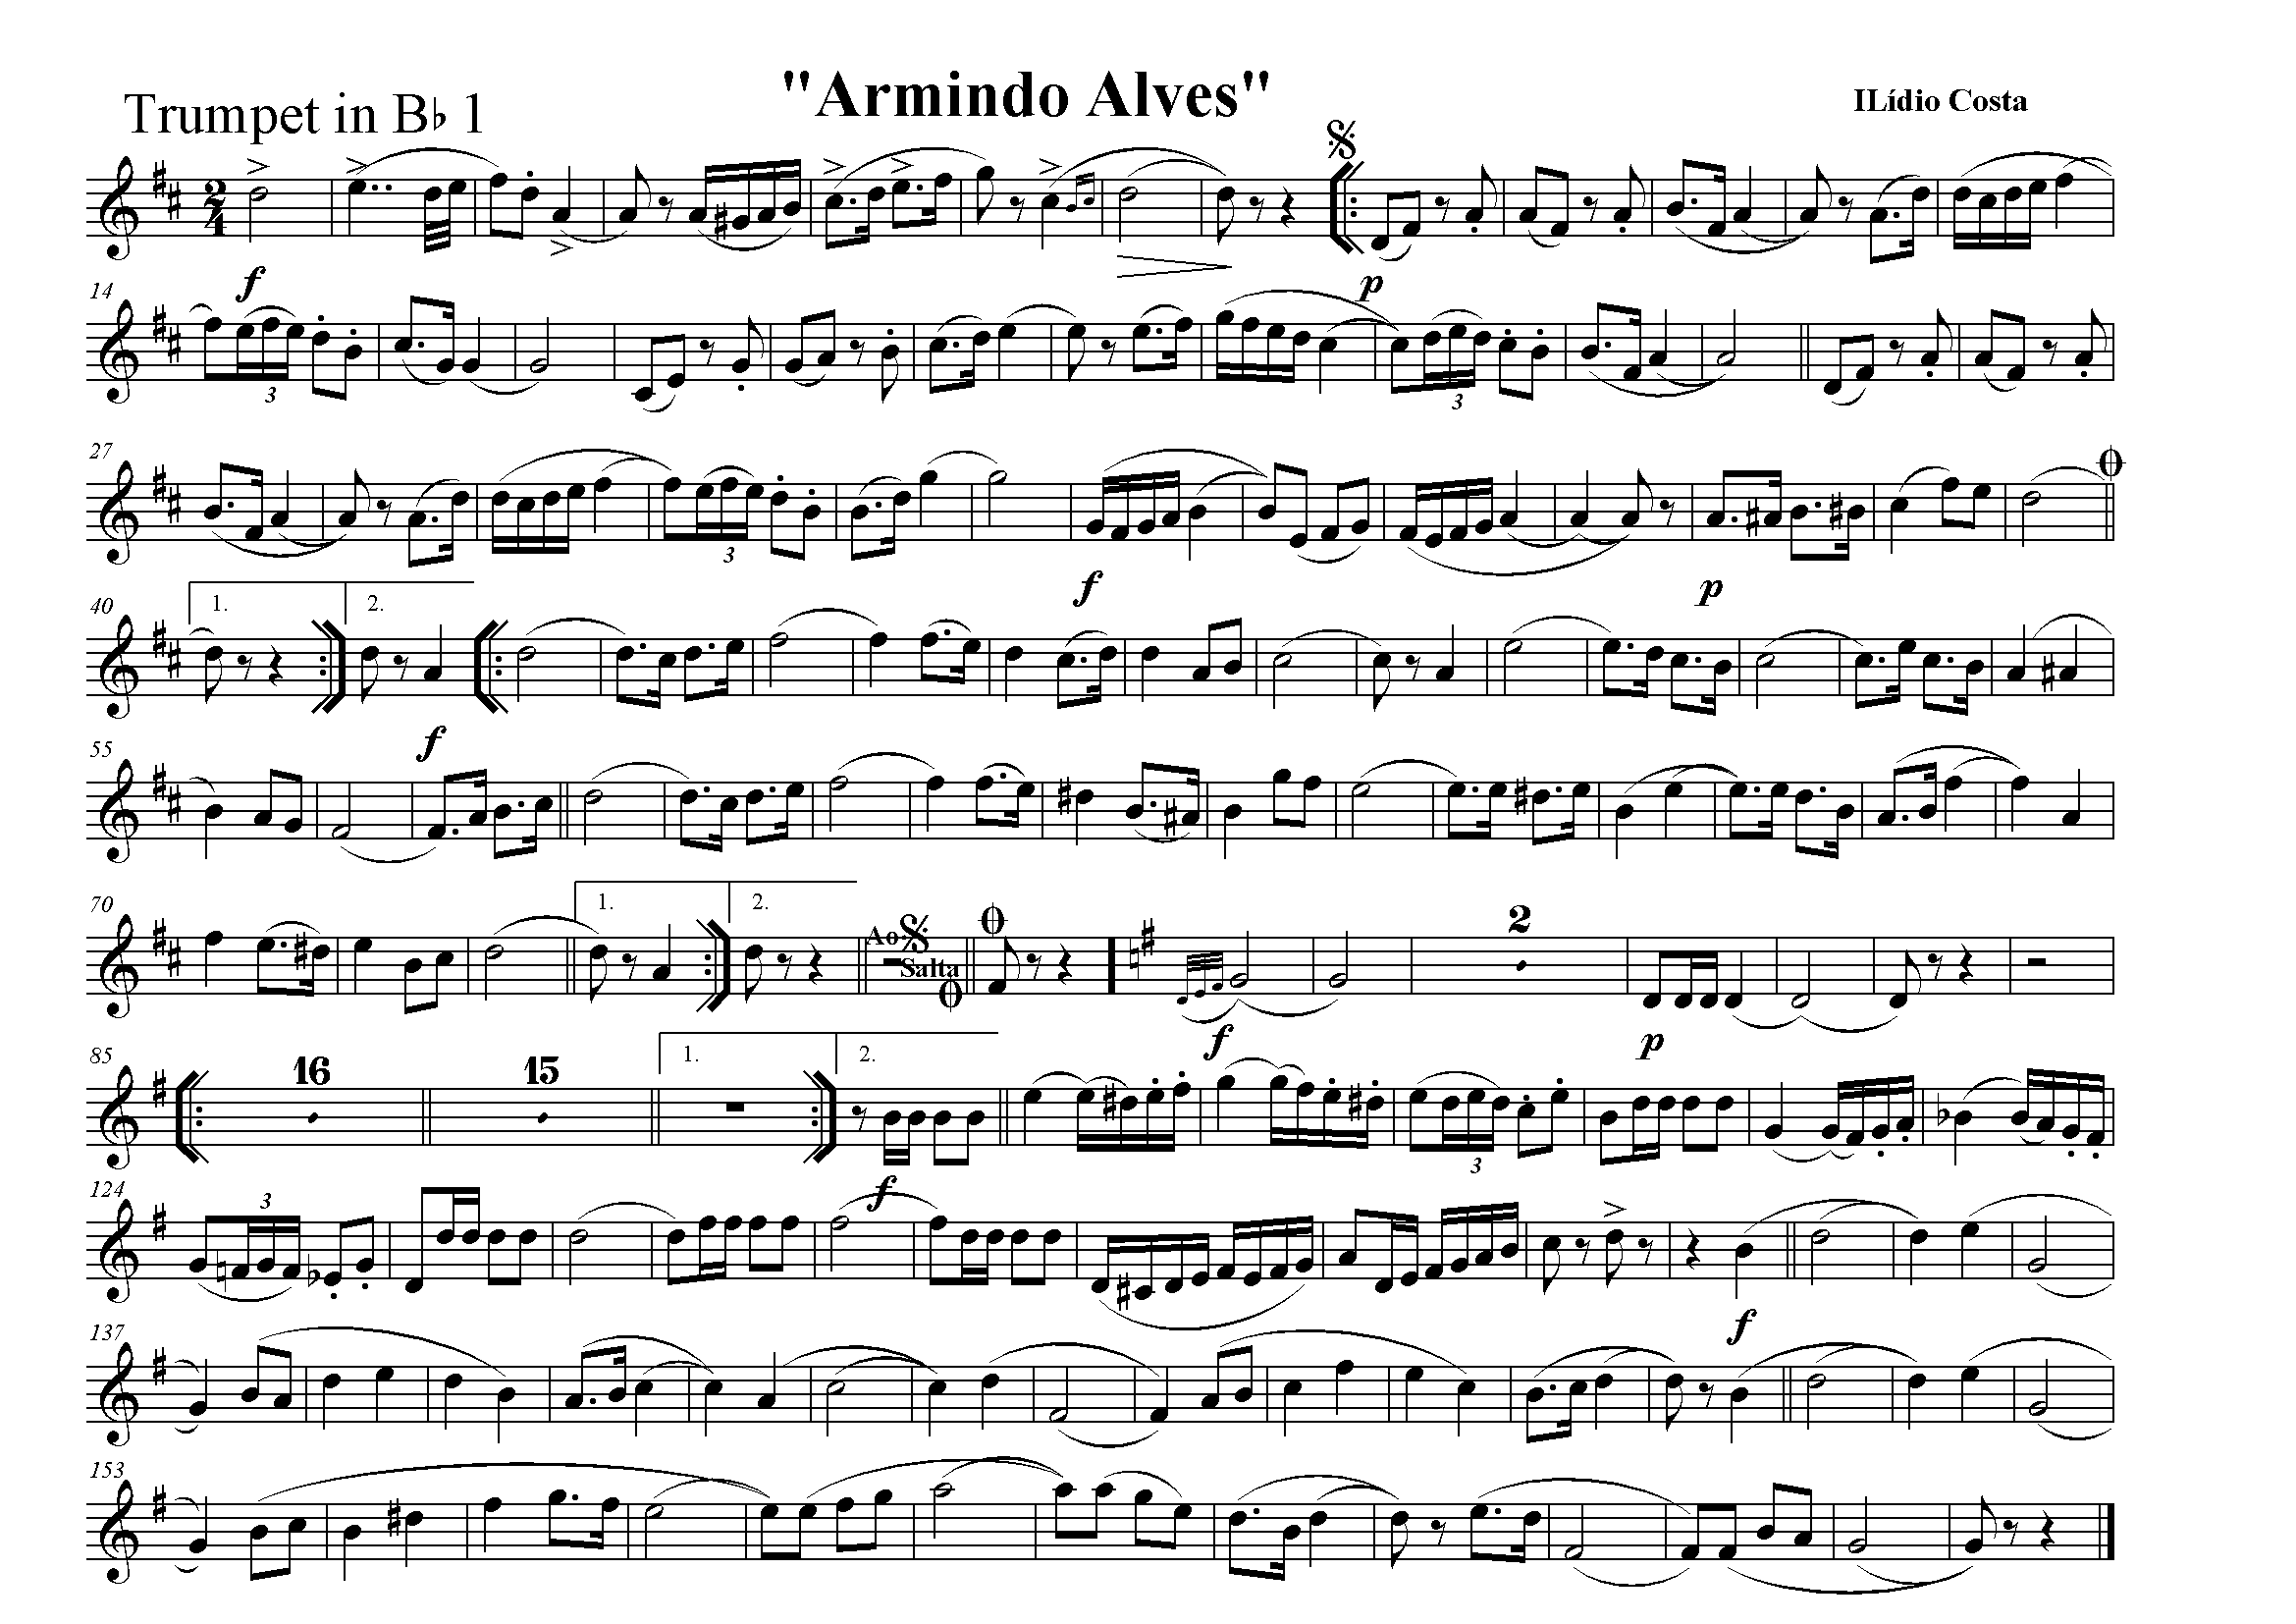 "Armindo Alves"
Trumpet in B♭ 1
ILídio Costa
2
4
f
p
14
3
3
27
3
f
p
40
1.
2.
f
55
70
1.
2.
Ao
Salta
2
f
p
85
16
15
1.
2.
3
f
124
3
f
137
153